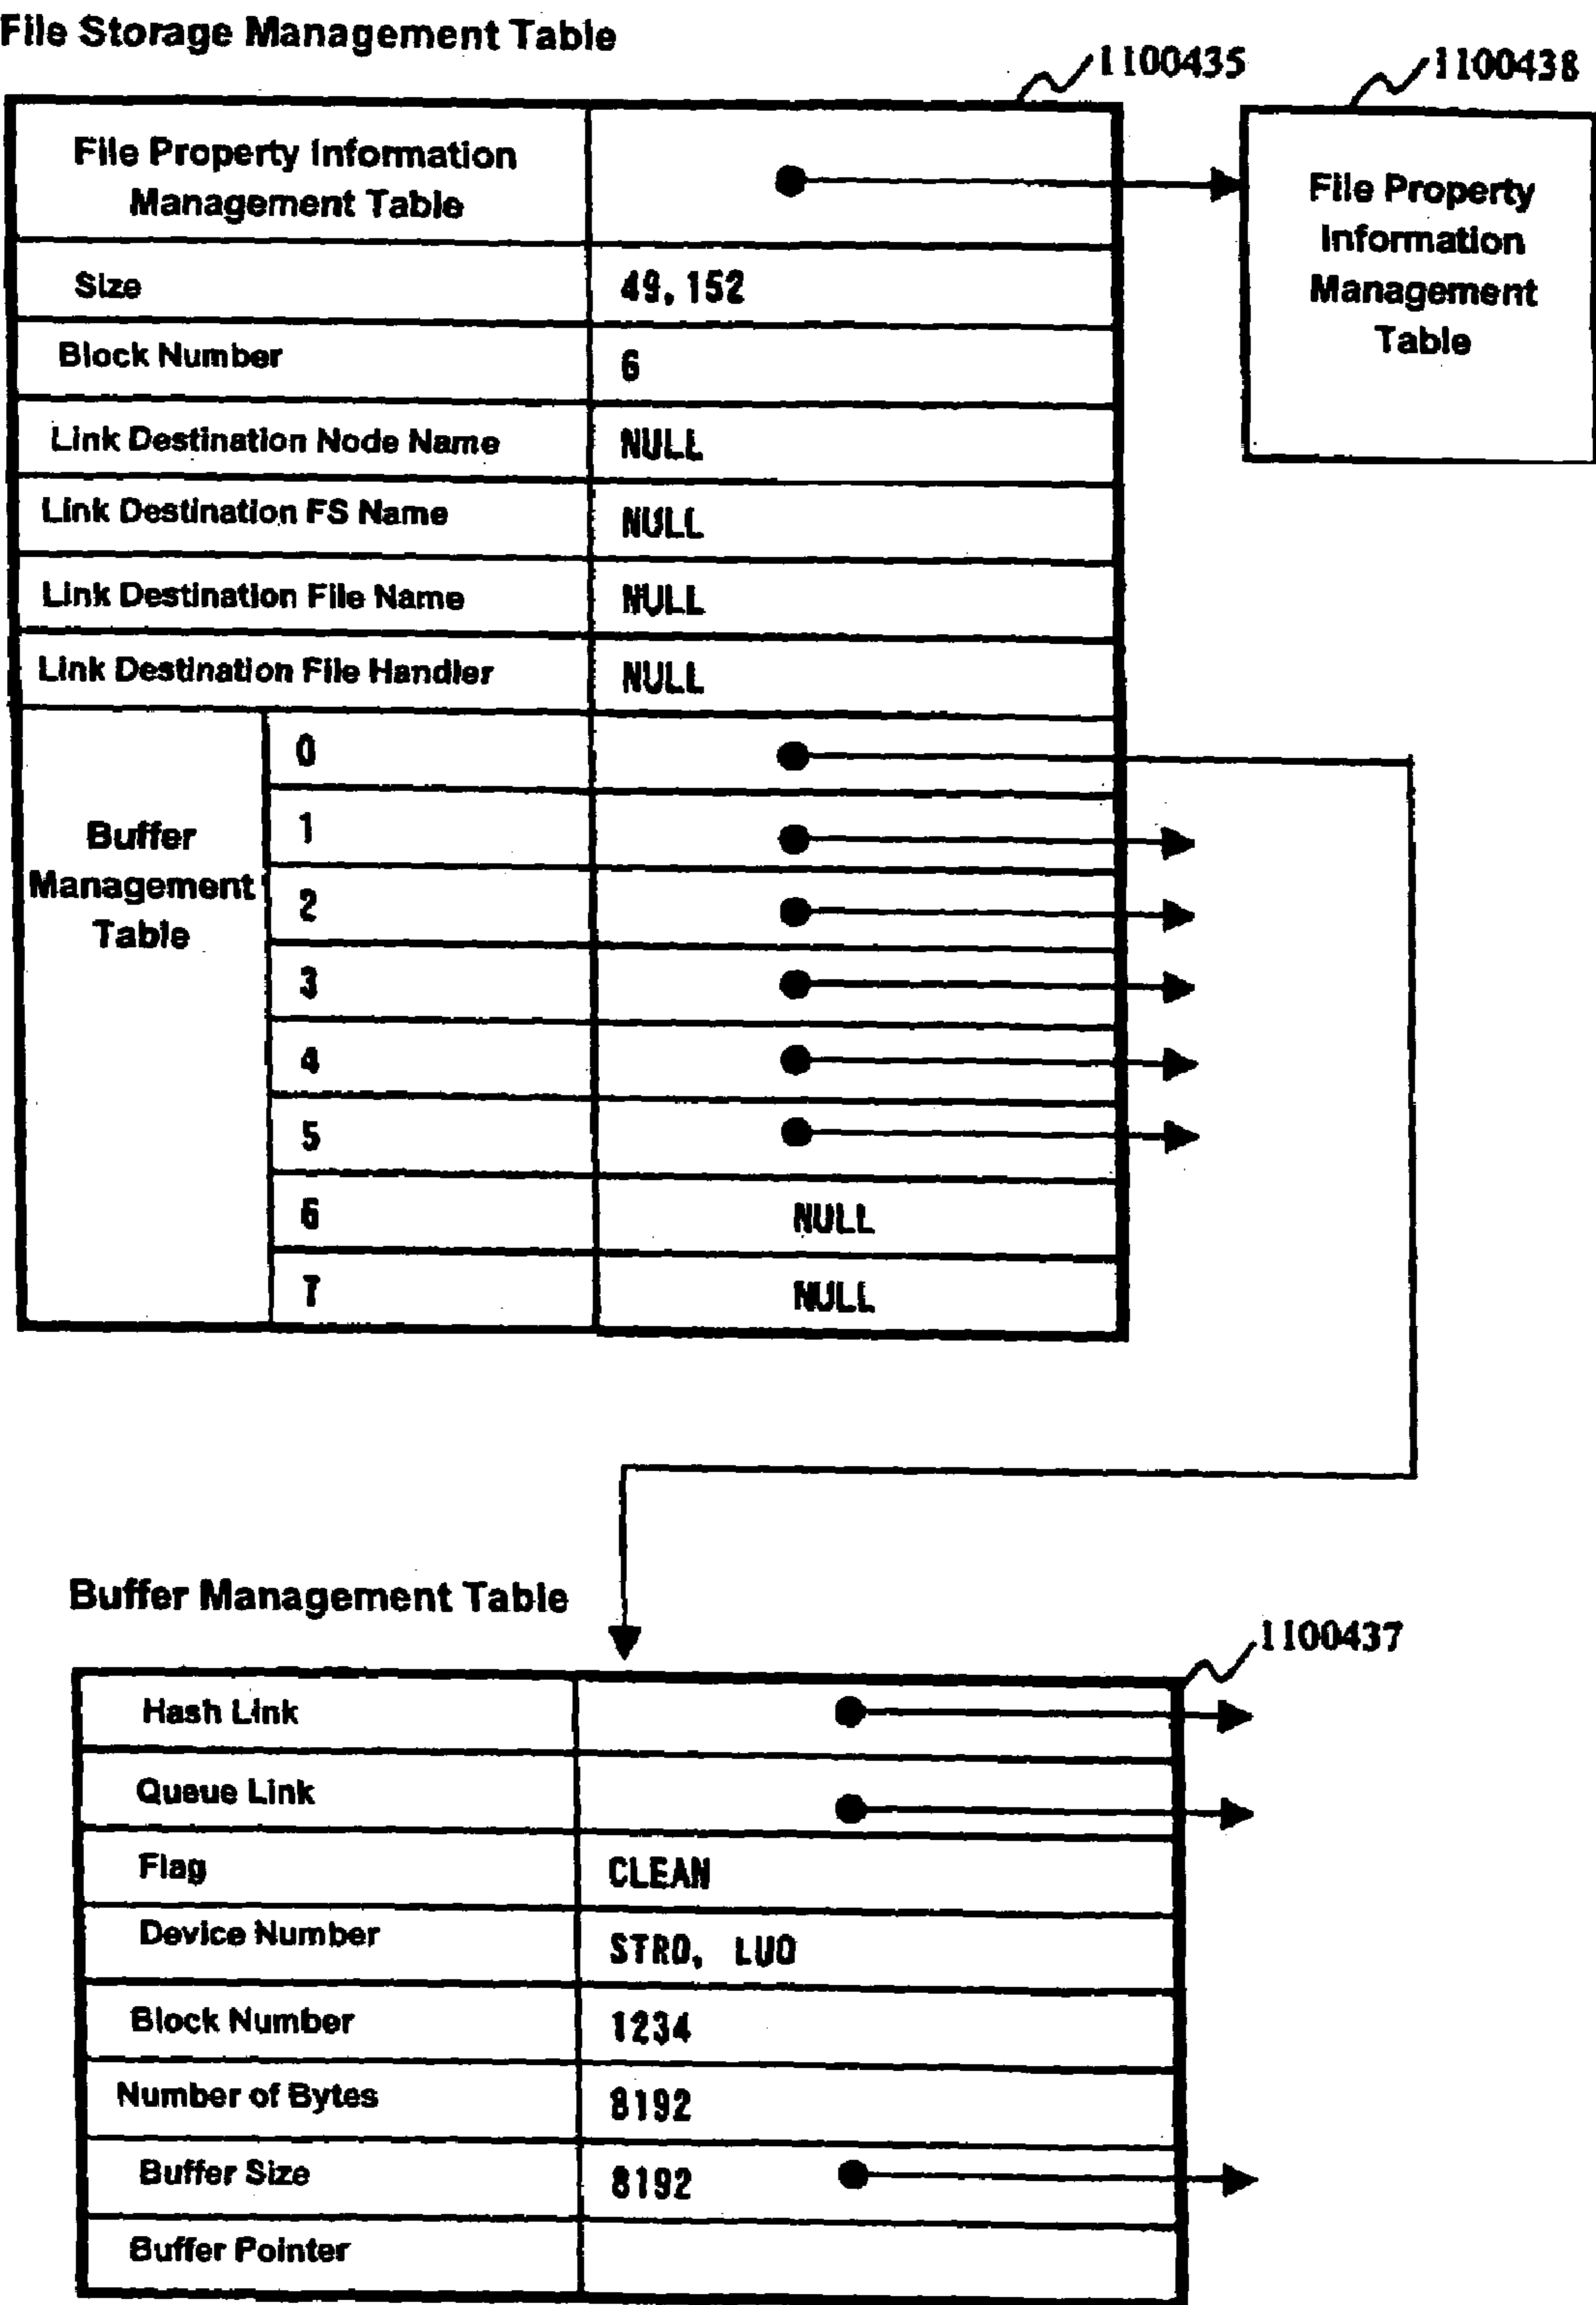 File Storage Management Table
1100435
1100438
File Property Information
Management Table
File Property
Information
Management
Table
Size
49,152
Block Number
6
Link Destination Node Name
NULL
Link Destination FS Name
NULL
Link Destination File Name
NULL
Link Destination File Handler
NULL
Buffer
Management
Table
0
1
2
3
4
5
6
NULL
7
NULL
Buffer Management Table
1100437
Hash Link
Queue Link
Flag
CLEAN
Device Number
STR0, LU0
Block Number
1234
Number of Bytes
8192
Buffer Size
8192
Buffer Pointer